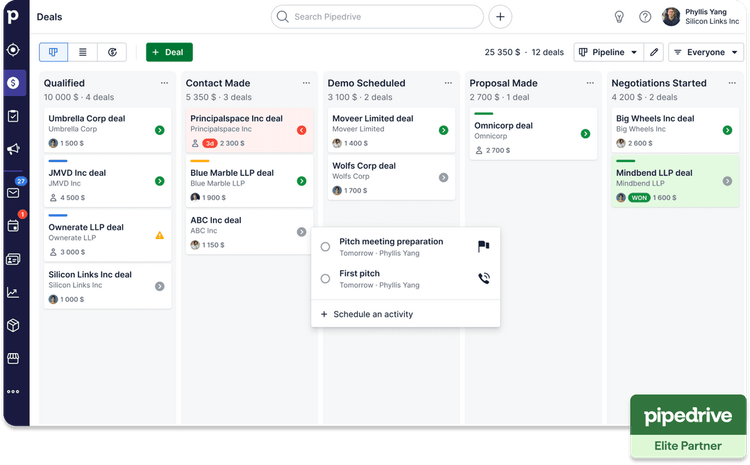 Deals
Search Pipedrive
Phyllis Yang
Silicon Links Inc
+ Deal
25 350 $ · 12 deals
Pipeline
Everyone
27
1
Qualified
10 000 $ · 4 deals
Umbrella Corp deal
Umbrella Corp
1 500 $
JMVD Inc deal
JMVD Inc
4 500 $
Ownerate LLP deal
Ownerate LLP
3 000 $
Silicon Links Inc deal
Silicon Links Inc
1 000 $
Contact Made
5 350 $ · 3 deals
Principalspace Inc deal
Principalspace Inc
3d 2 300 $
Blue Marble LLP deal
Blue Marble LLP
1 900 $
ABC Inc deal
ABC Inc
1 150 $
Demo Scheduled
3 100 $ · 2 deals
Moveer Limited deal
Moveer Limited
1 400 $
Wolfs Corp deal
Wolfs Corp
1 700 $
Proposal Made
2 700 $ · 1 deal
Omnicorp deal
Omnicorp
2 700 $
Negotiations Started
4 200 $ · 2 deals
Big Wheels Inc deal
Big Wheels Inc
2 600 $
Mindbend LLP deal
Mindbend LLP
WON 1 600 $
Pitch meeting preparation
Tomorrow · Phyllis Yang
First pitch
Tomorrow · Phyllis Yang
+ Schedule an activity
pipedrive
Elite Partner